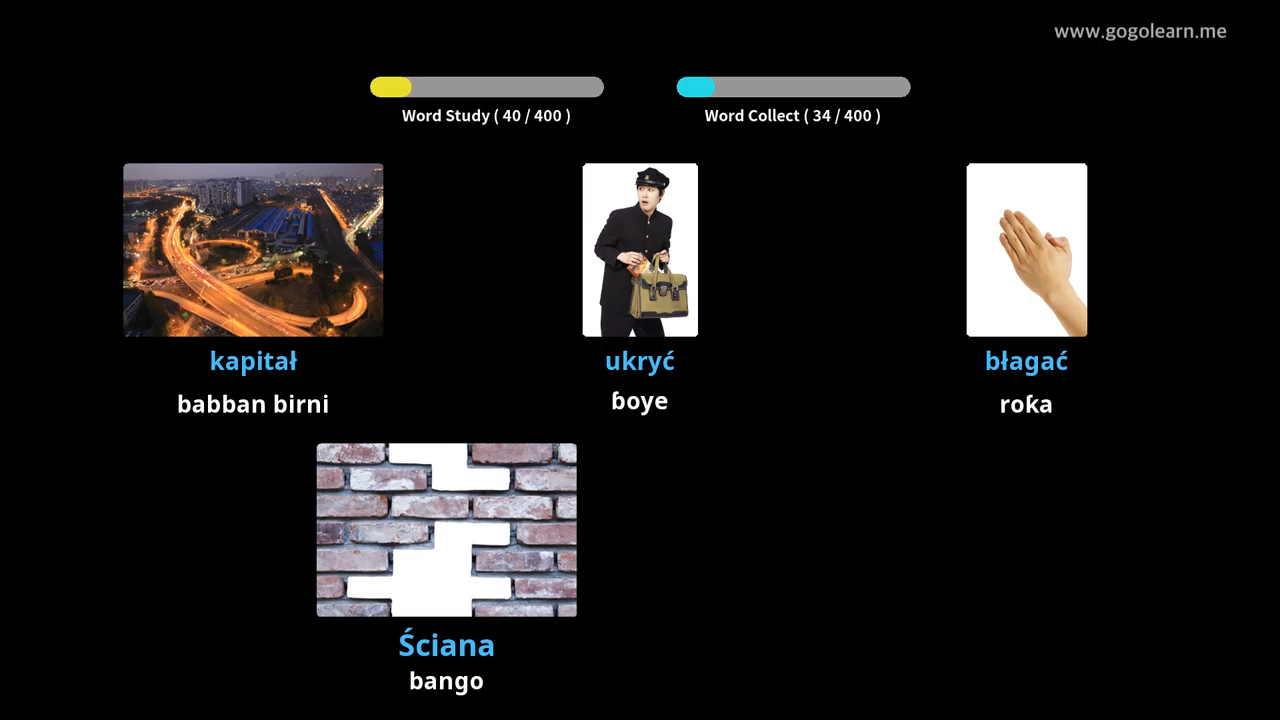 www.gogolearn.me
Word Study ( 40 / 400 )
Word Collect ( 34 / 400 )
kapitał
ukryć
błagać
babban birni
ɓoye
roƙa
Ściana
bango